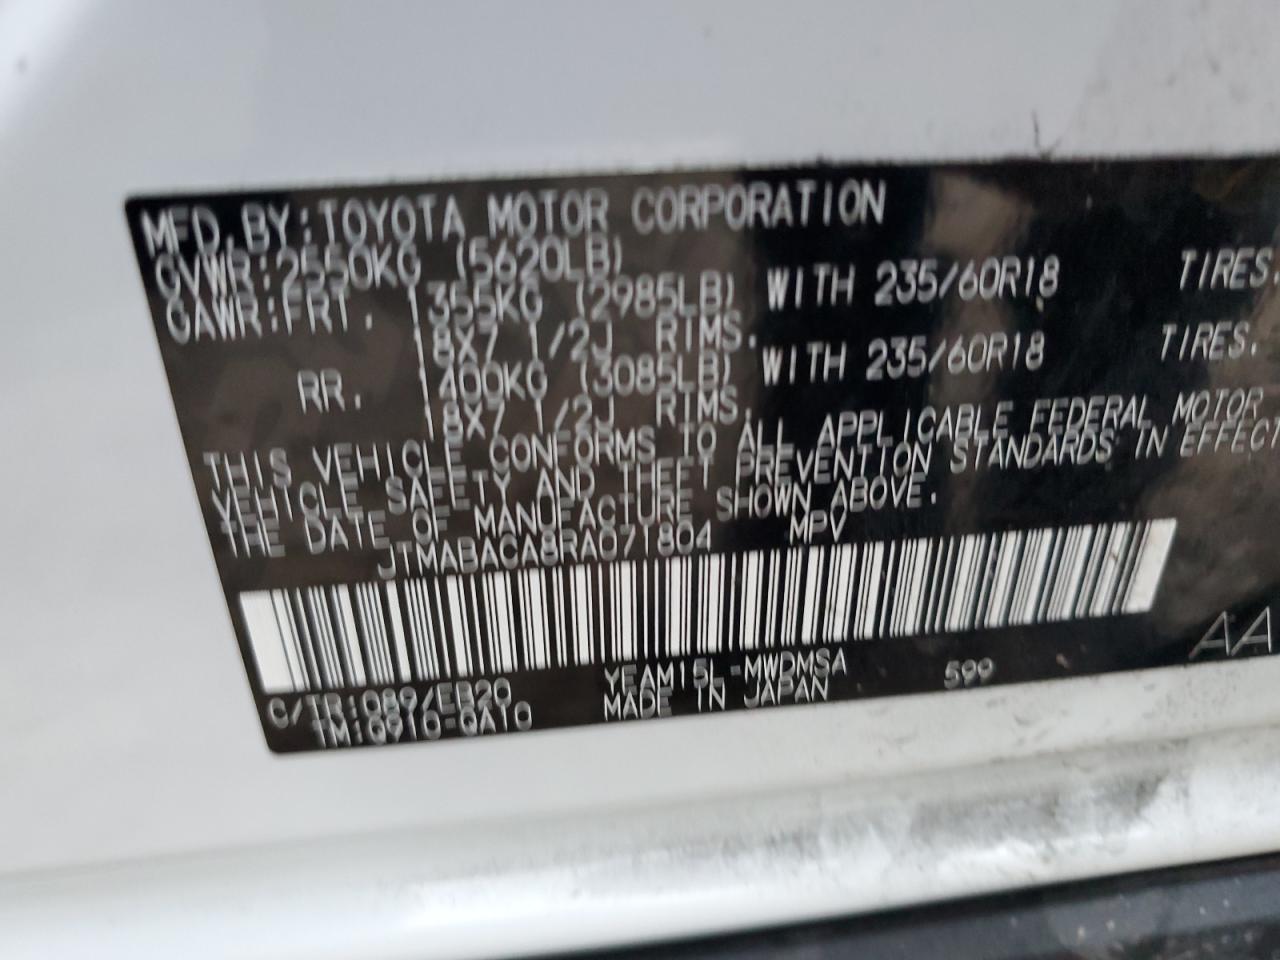 MFD.BY:TOYOTA MOTOR CORPORATION
GVWR:2550KG (5620LB)
GAWR:FRT. 1355KG (2985LB) WITH 235/60R18 TIRES,
18X7 1/2J RIMS.
RR. 1400KG (3085LB) WITH 235/60R18 TIRES.
18X7 1/2J RIMS.
THIS VEHICLE CONFORMS TO ALL APPLICABLE FEDERAL MOTOR
VEHICLE SAFETY AND THEFT PREVENTION STANDARDS IN EFFECT
THE DATE OF MANUFACTURE SHOWN ABOVE.
JTMABACA8RA071804 MPV
AA
C/TR:089/EB20 YEAM15L-MWDMSA 599
TM:Q910-QA10 MADE IN JAPAN